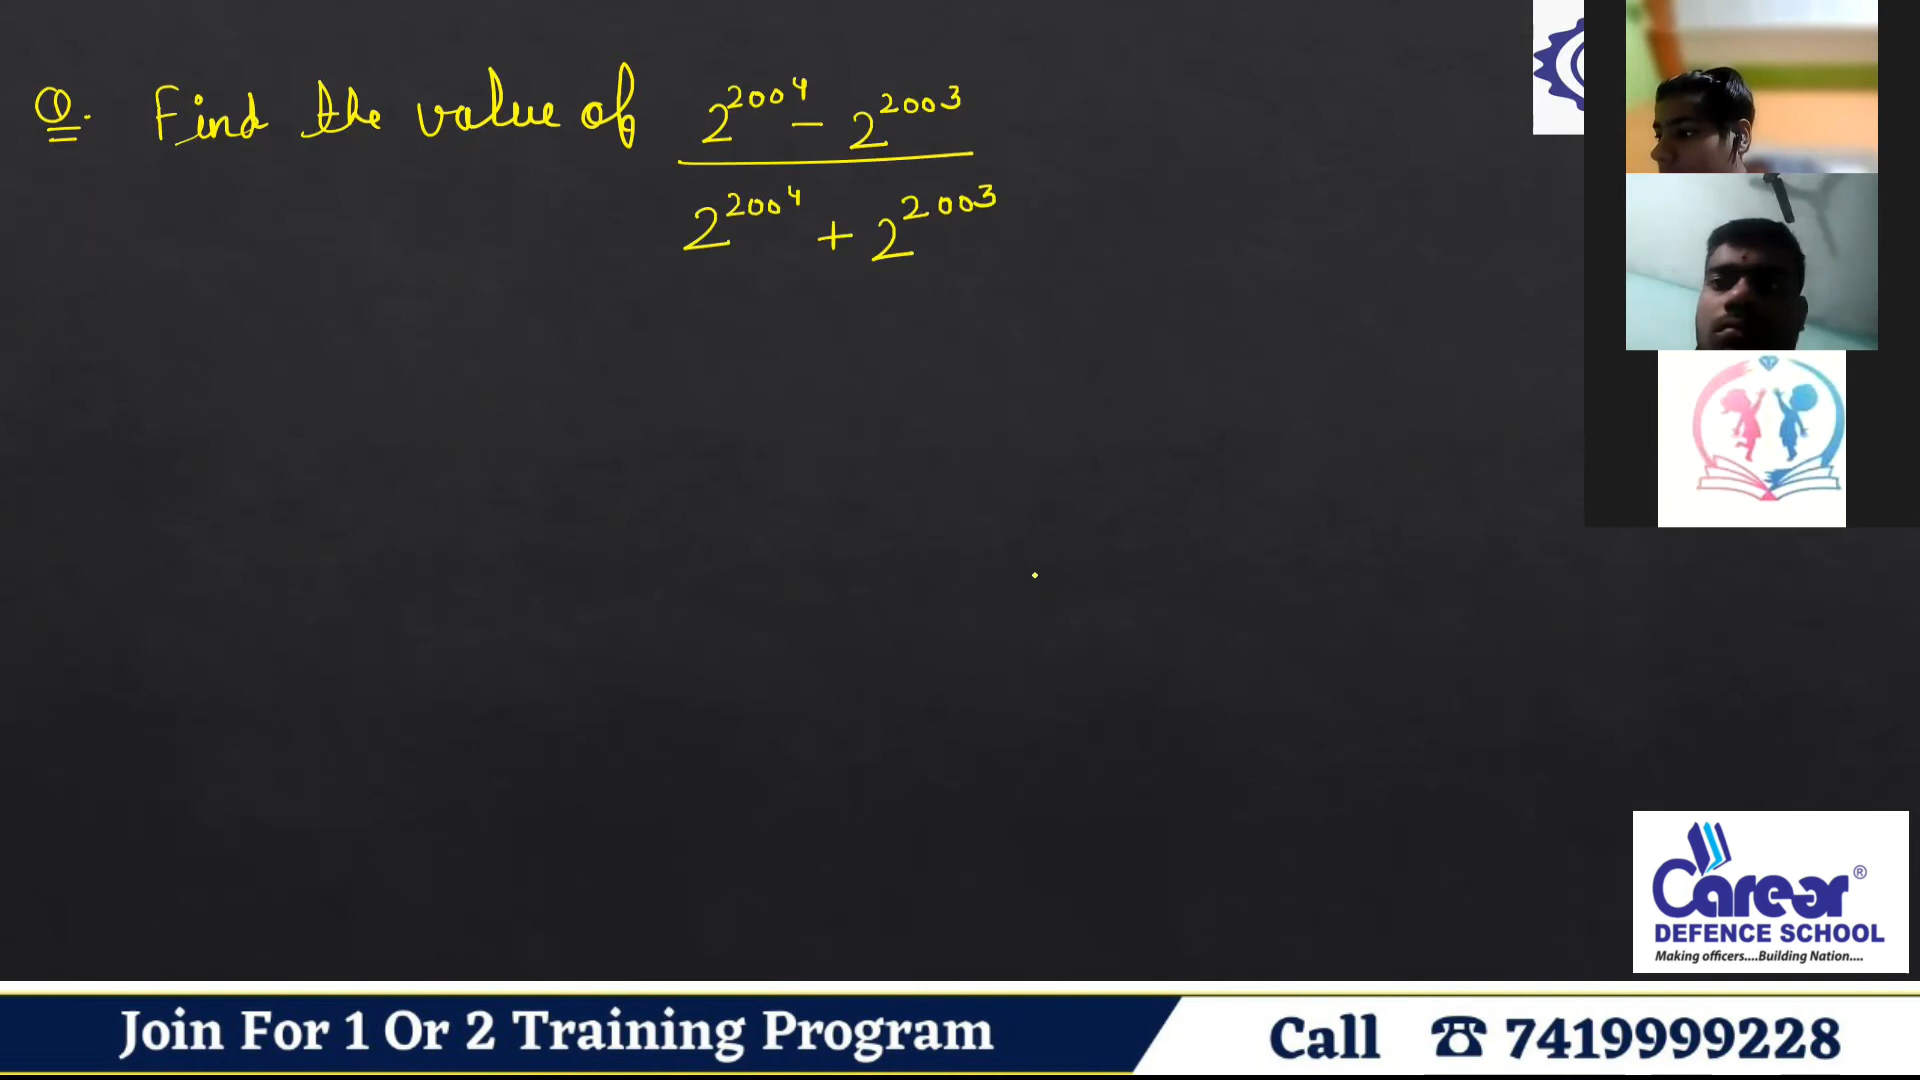 Q. Find the value of 2^2004 - 2^2003 / 2^2004 + 2^2003
Career®
DEFENCE SCHOOL
Making officers....Building Nation....
Join For 1 Or 2 Training Program
Call ☎ 7419999228